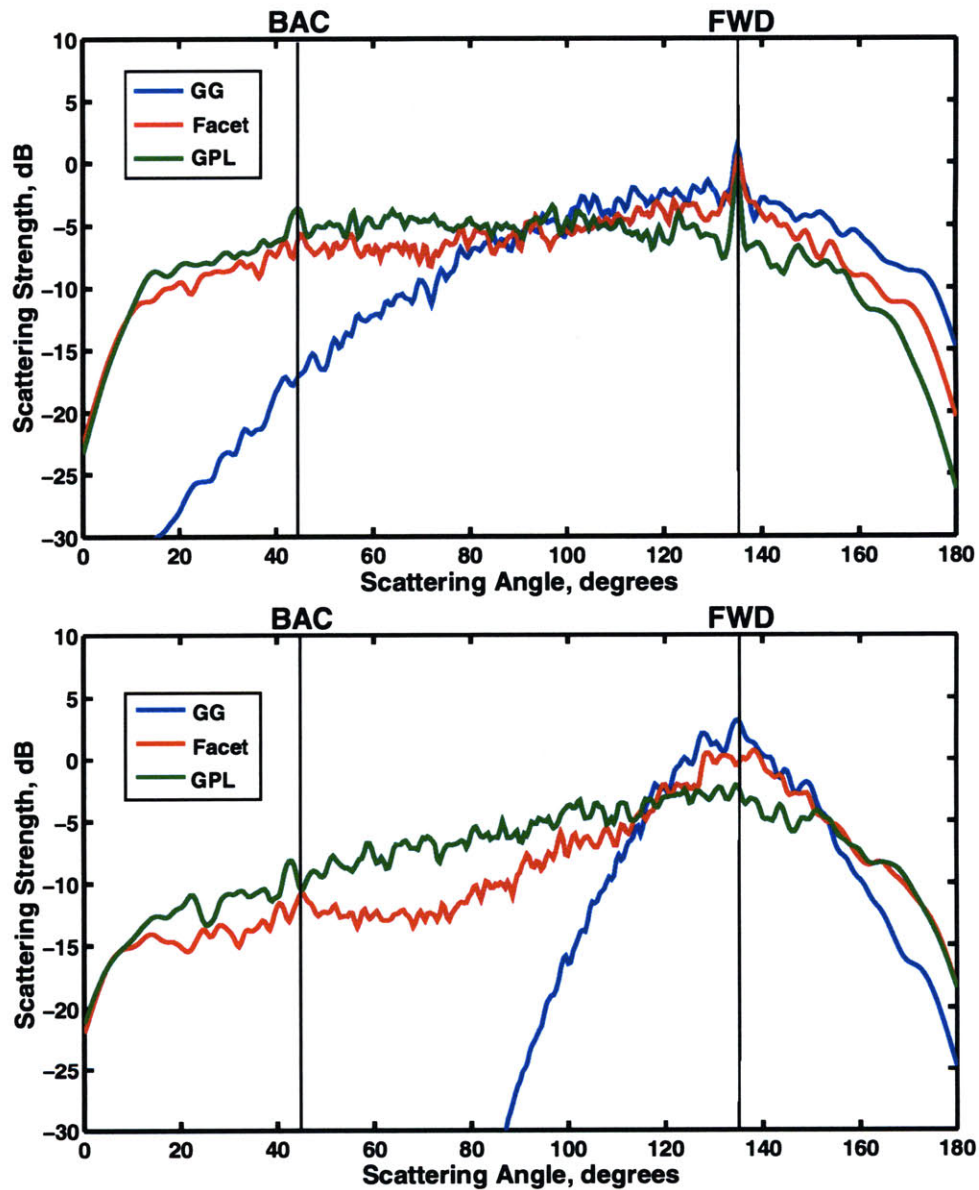 BAC FWD
10
5
0
−5
−10
−15
−20
−25
−30
Scattering Strength, dB
GG
Facet
GPL
0 20 40 60 80 100 120 140 160 180
Scattering Angle, degrees
BAC FWD
10
5
0
−5
−10
−15
−20
−25
−30
Scattering Strength, dB
GG
Facet
GPL
0 20 40 60 80 100 120 140 160 180
Scattering Angle, degrees